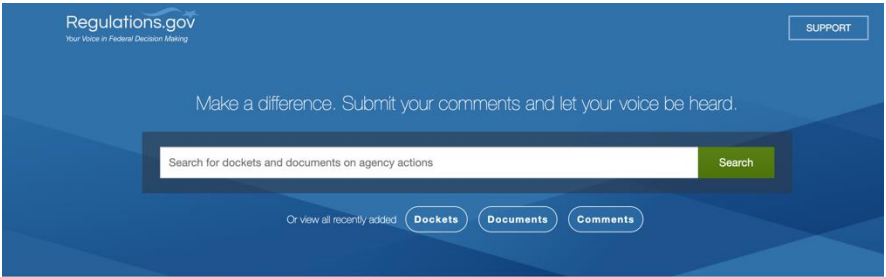 Regulations.gov
Your Voice in Federal Decision Making
SUPPORT
Make a difference. Submit your comments and let your voice be heard.
Search for dockets and documents on agency actions
Search
Or view all recently added Dockets Documents Comments